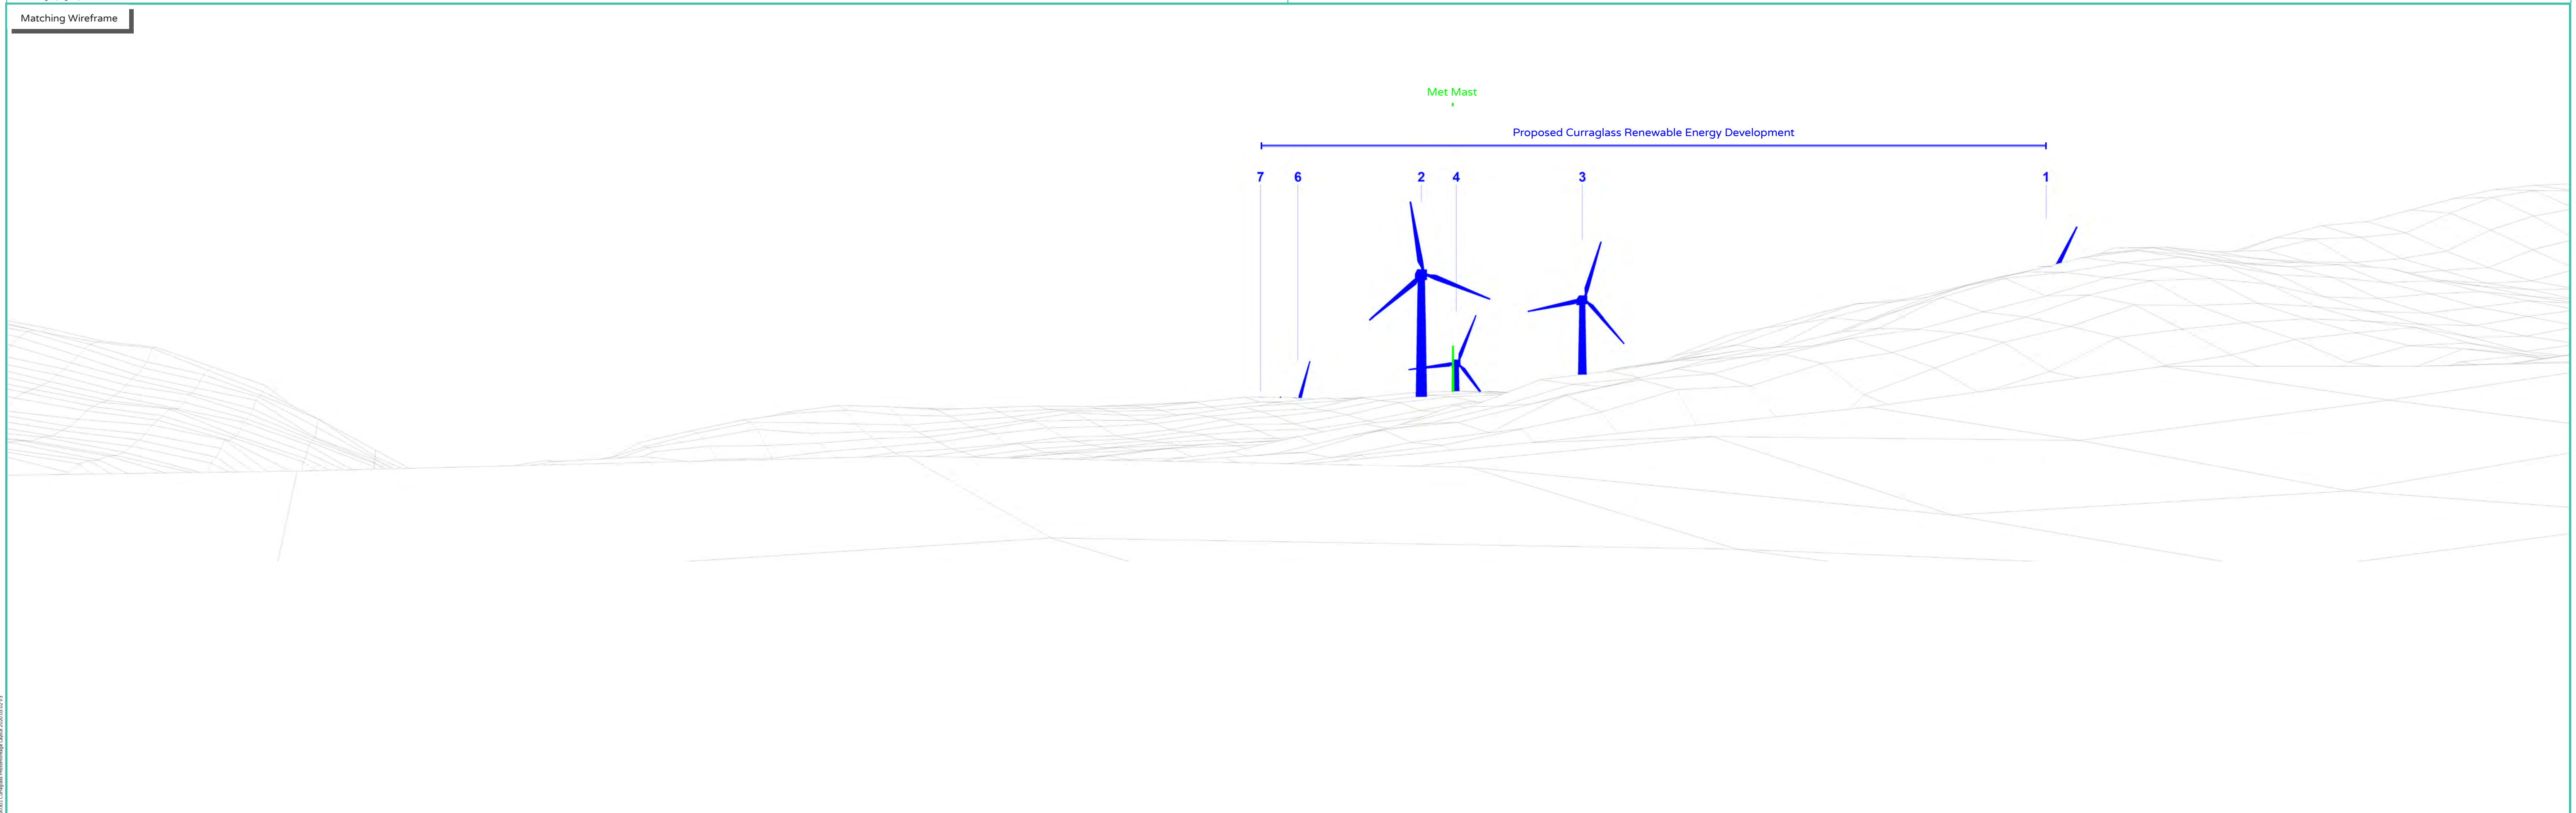 Matching Wireframe
Met Mast
Proposed Curraglass Renewable Energy Development
7 6 2 4 3 1